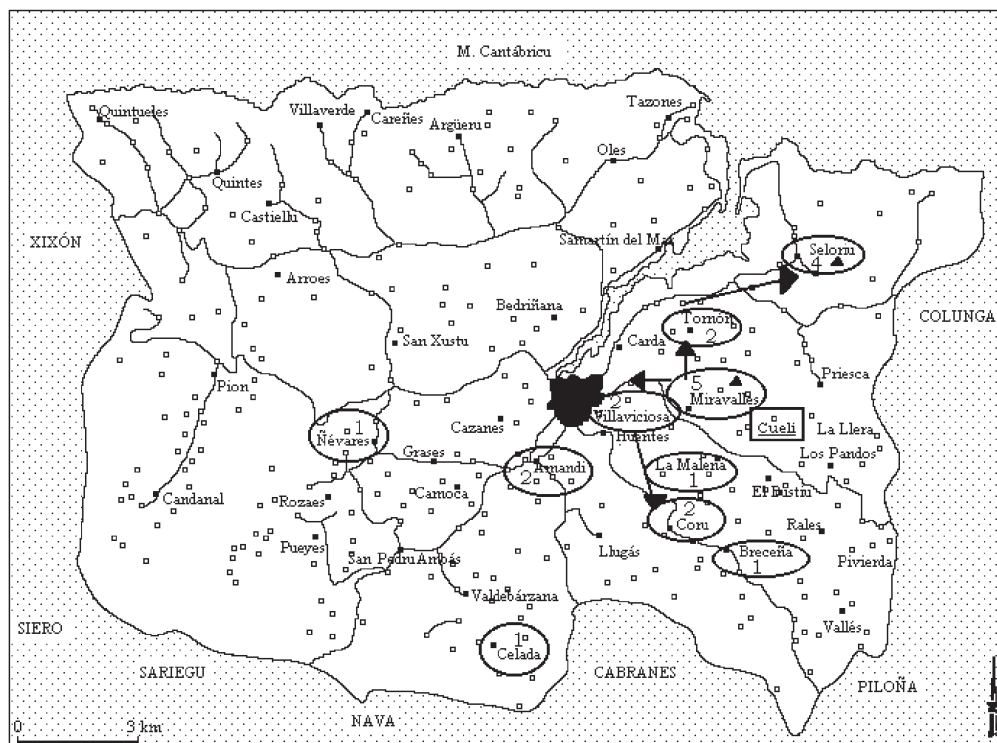 M. Cantábricu
Tazones
Quintueles
Villaverde
Careñes
Argüeru
Oles
Quintes
Castiellu
XIXÓN
Samartín del Mar
Selorriu
4
Arroes
Bedriñana
COLUNGA
Tornón
2
San Xustu
Carda
Priesca
Pion
5
Miravalles
2
Villaviciosa
Cueli
Cazanes
Huentes
La Llera
1
Ñévares
Grases
Amandi
2
La Malena
1
Los Pandos
Candanal
Rozaes
Camoca
El Bustiu
2
Coru
Rales
Pueyes
San Pedru Ambás
Llugás
Breceña
1
Pivierda
Valdebárzana
Vallés
SIERO
1
Celada
SARIEGU
CABRANES
PILOÑA
NAVA
0 3 km
N